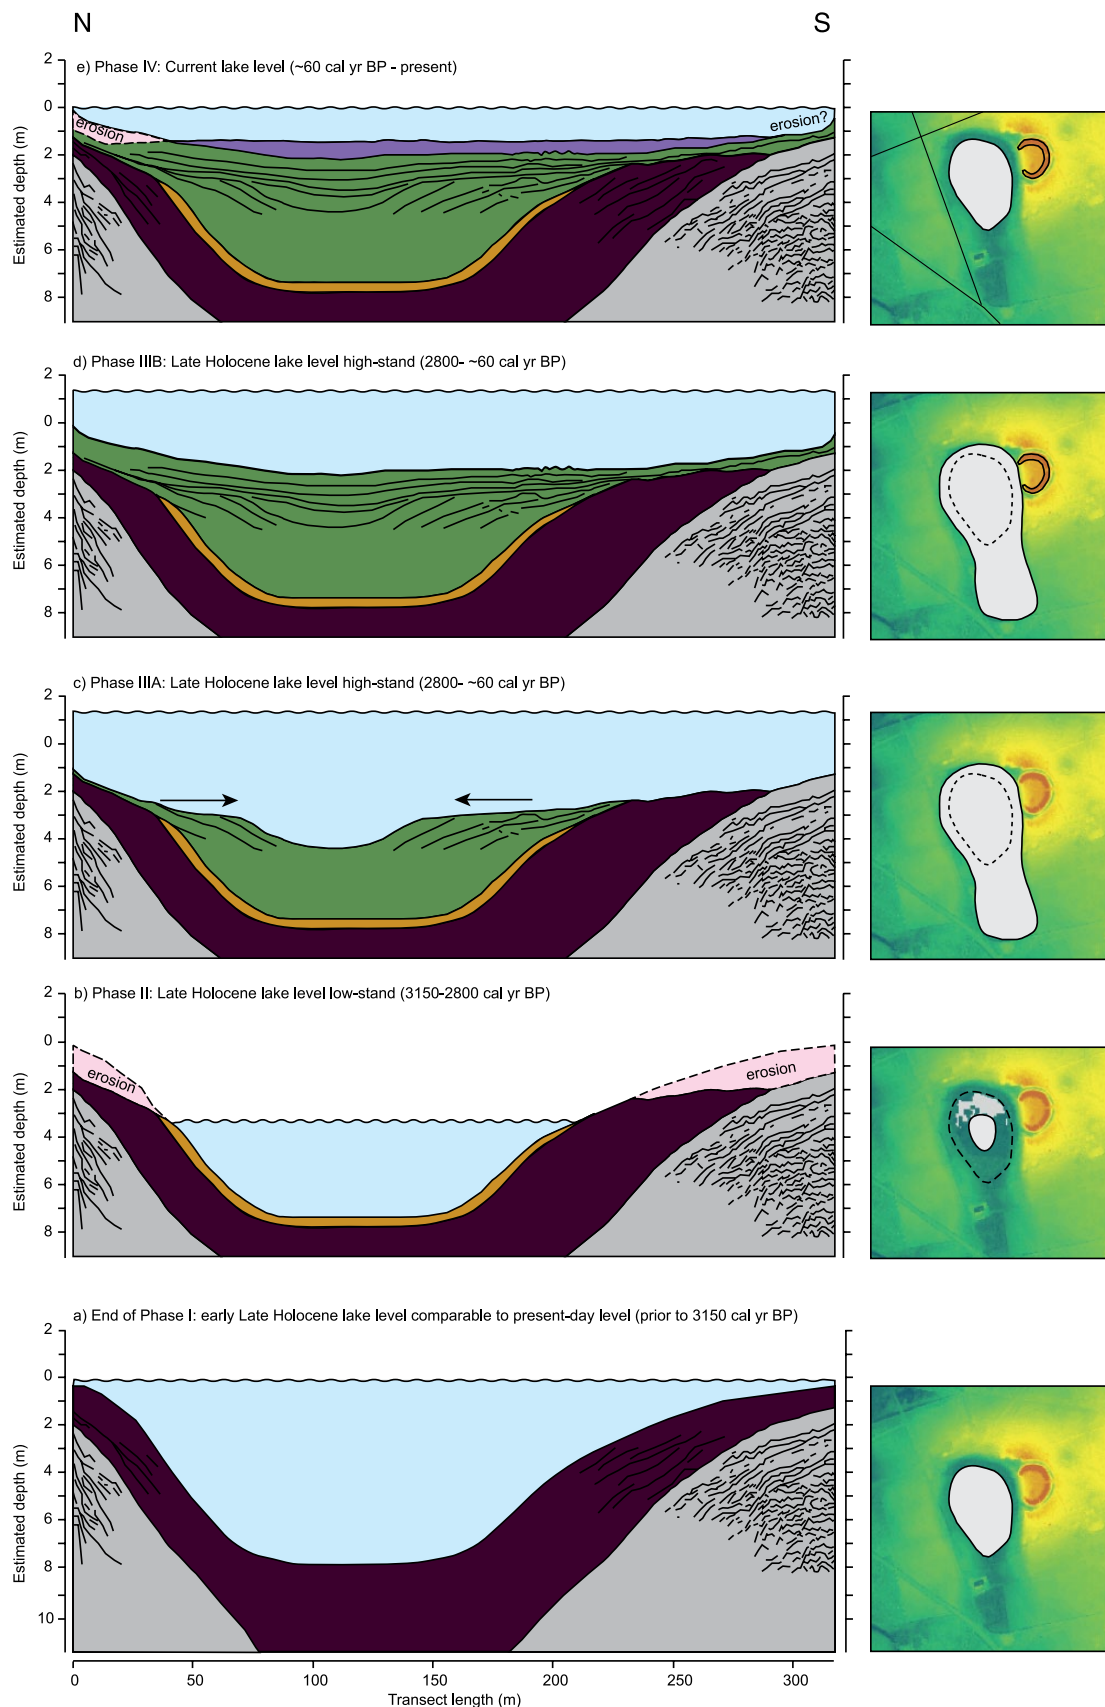 N
S
e) Phase IV: Current lake level (~60 cal yr BP - present)
2
0
2
4
6
8
Estimated depth (m)
erosion
erosion?
d) Phase IIIB: Late Holocene lake level high-stand (2800- ~60 cal yr BP)
2
0
2
4
6
8
Estimated depth (m)
c) Phase IIIA: Late Holocene lake level high-stand (2800- ~60 cal yr BP)
2
0
2
4
6
8
Estimated depth (m)
b) Phase II: Late Holocene lake level low-stand (3150-2800 cal yr BP)
2
0
2
4
6
8
Estimated depth (m)
erosion
erosion
a) End of Phase I: early Late Holocene lake level comparable to present-day level (prior to 3150 cal yr BP)
2
0
2
4
6
8
10
Estimated depth (m)
0 50 100 150 200 250 300
Transect length (m)